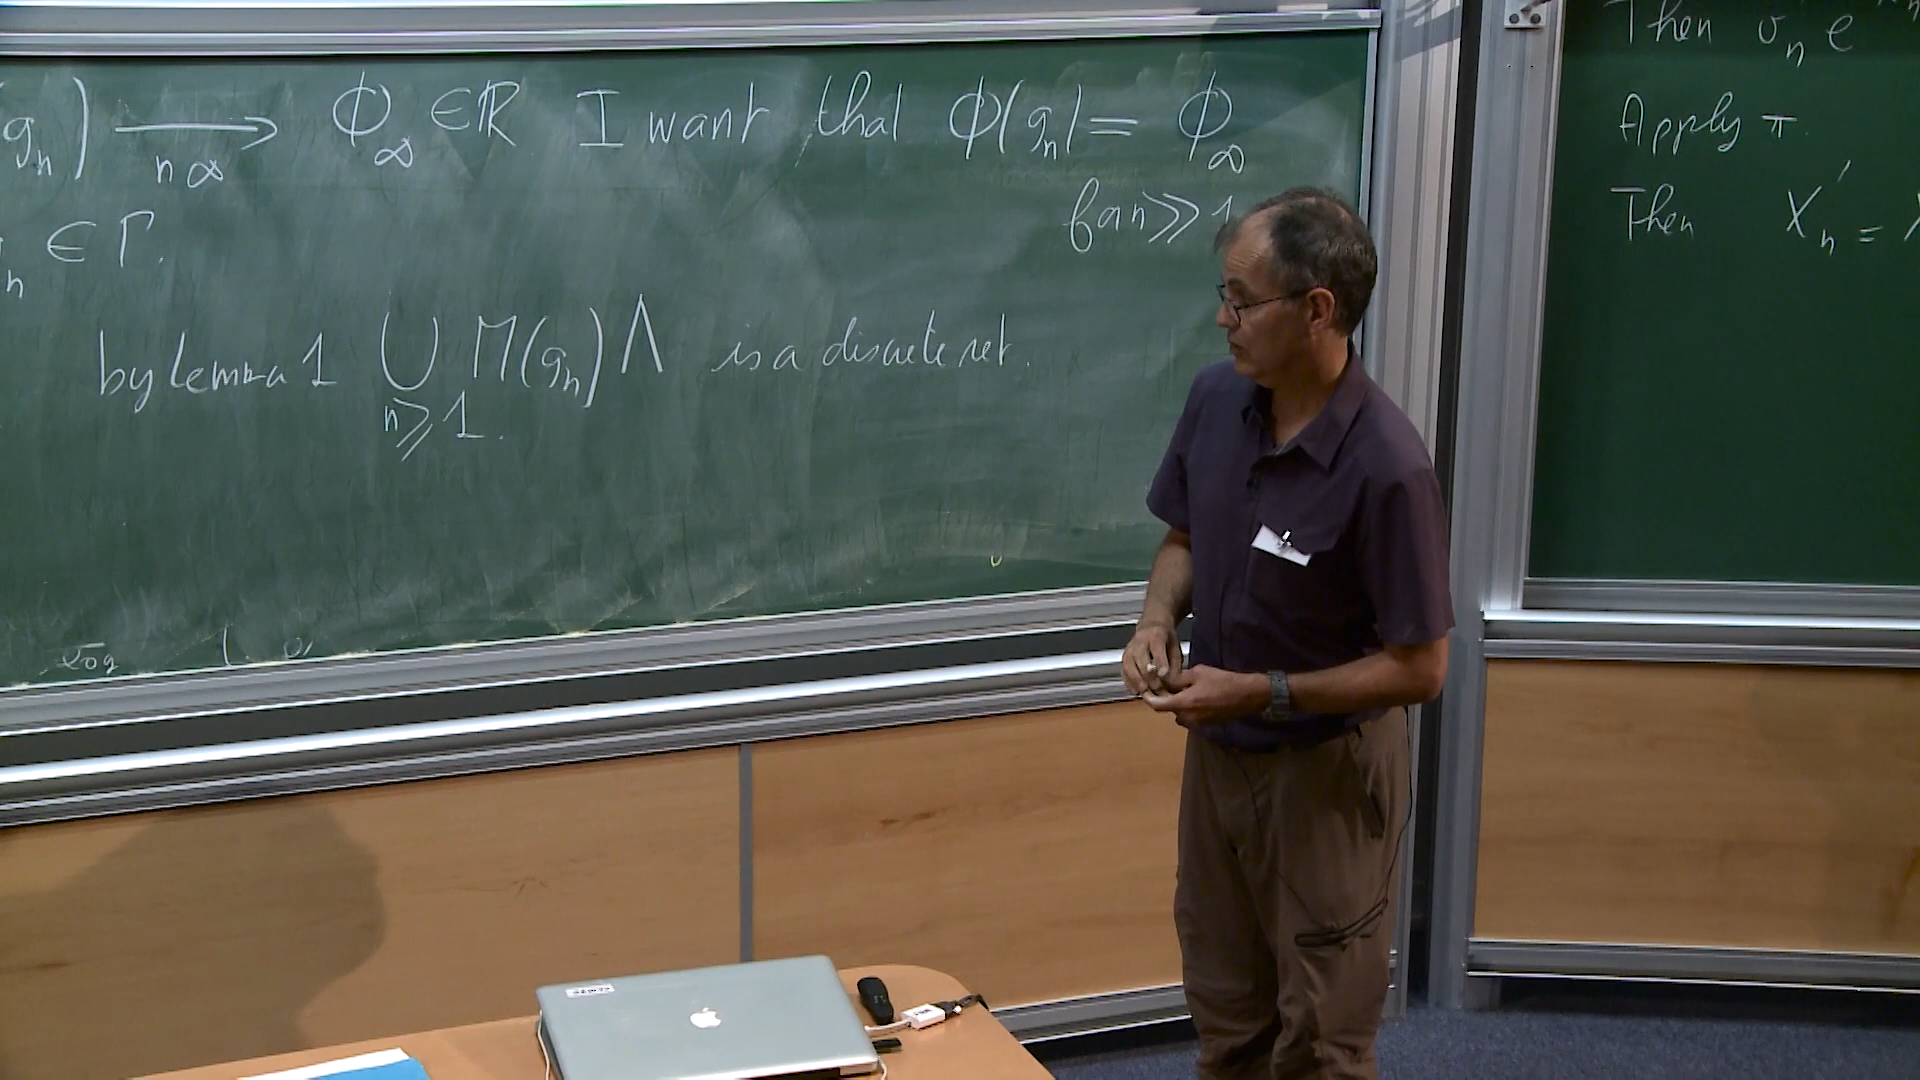 g_n) ⟶_{n∞} Φ_∞ ∈ ℝ I want that Φ(g_n) = Φ_∞
for n ≫ 1
_n ∈ Γ.
by Lemma 1 ⋃_{n⩾1} M(g_n) Λ is a discrete set.
Then v_n e
Apply π.
Then X'_n =